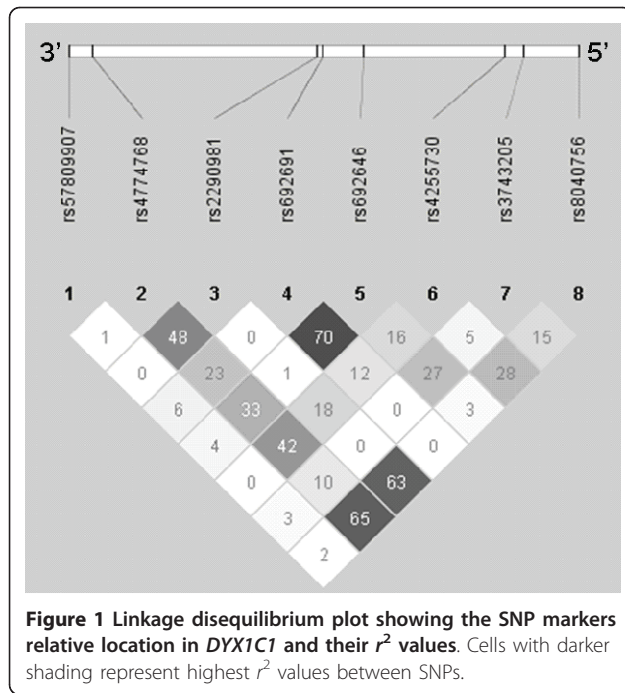 3' 5'
rs57809907 rs4774768 rs2290981 rs692691 rs692646 rs4255730 rs3743205 rs8040756
1 2 3 4 5 6 7 8
1 48 0 70 16 5 15
0 23 1 12 27 28
6 33 18 0 3
4 42 0 0
0 10 63
3 65
2
Figure 1 Linkage disequilibrium plot showing the SNP markers
relative location in DYX1C1 and their r² values. Cells with darker
shading represent highest r² values between SNPs.